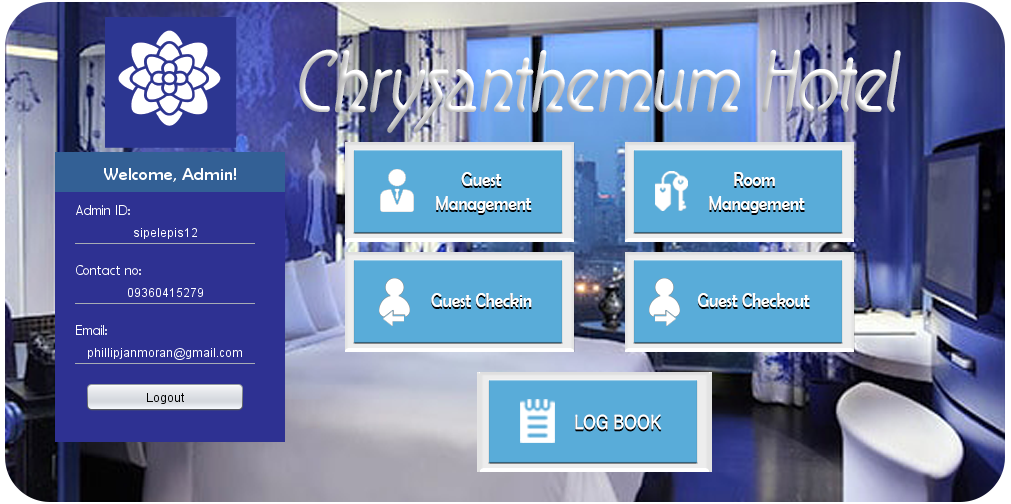 Chrysanthemum Hotel
Welcome, Admin!
Admin ID:
sipelepis12
Contact no:
09360415279
Email:
phillipjanmoran@gmail.com
Logout
Guest
Management
Room
Management
Guest Checkin
Guest Checkout
LOG BOOK